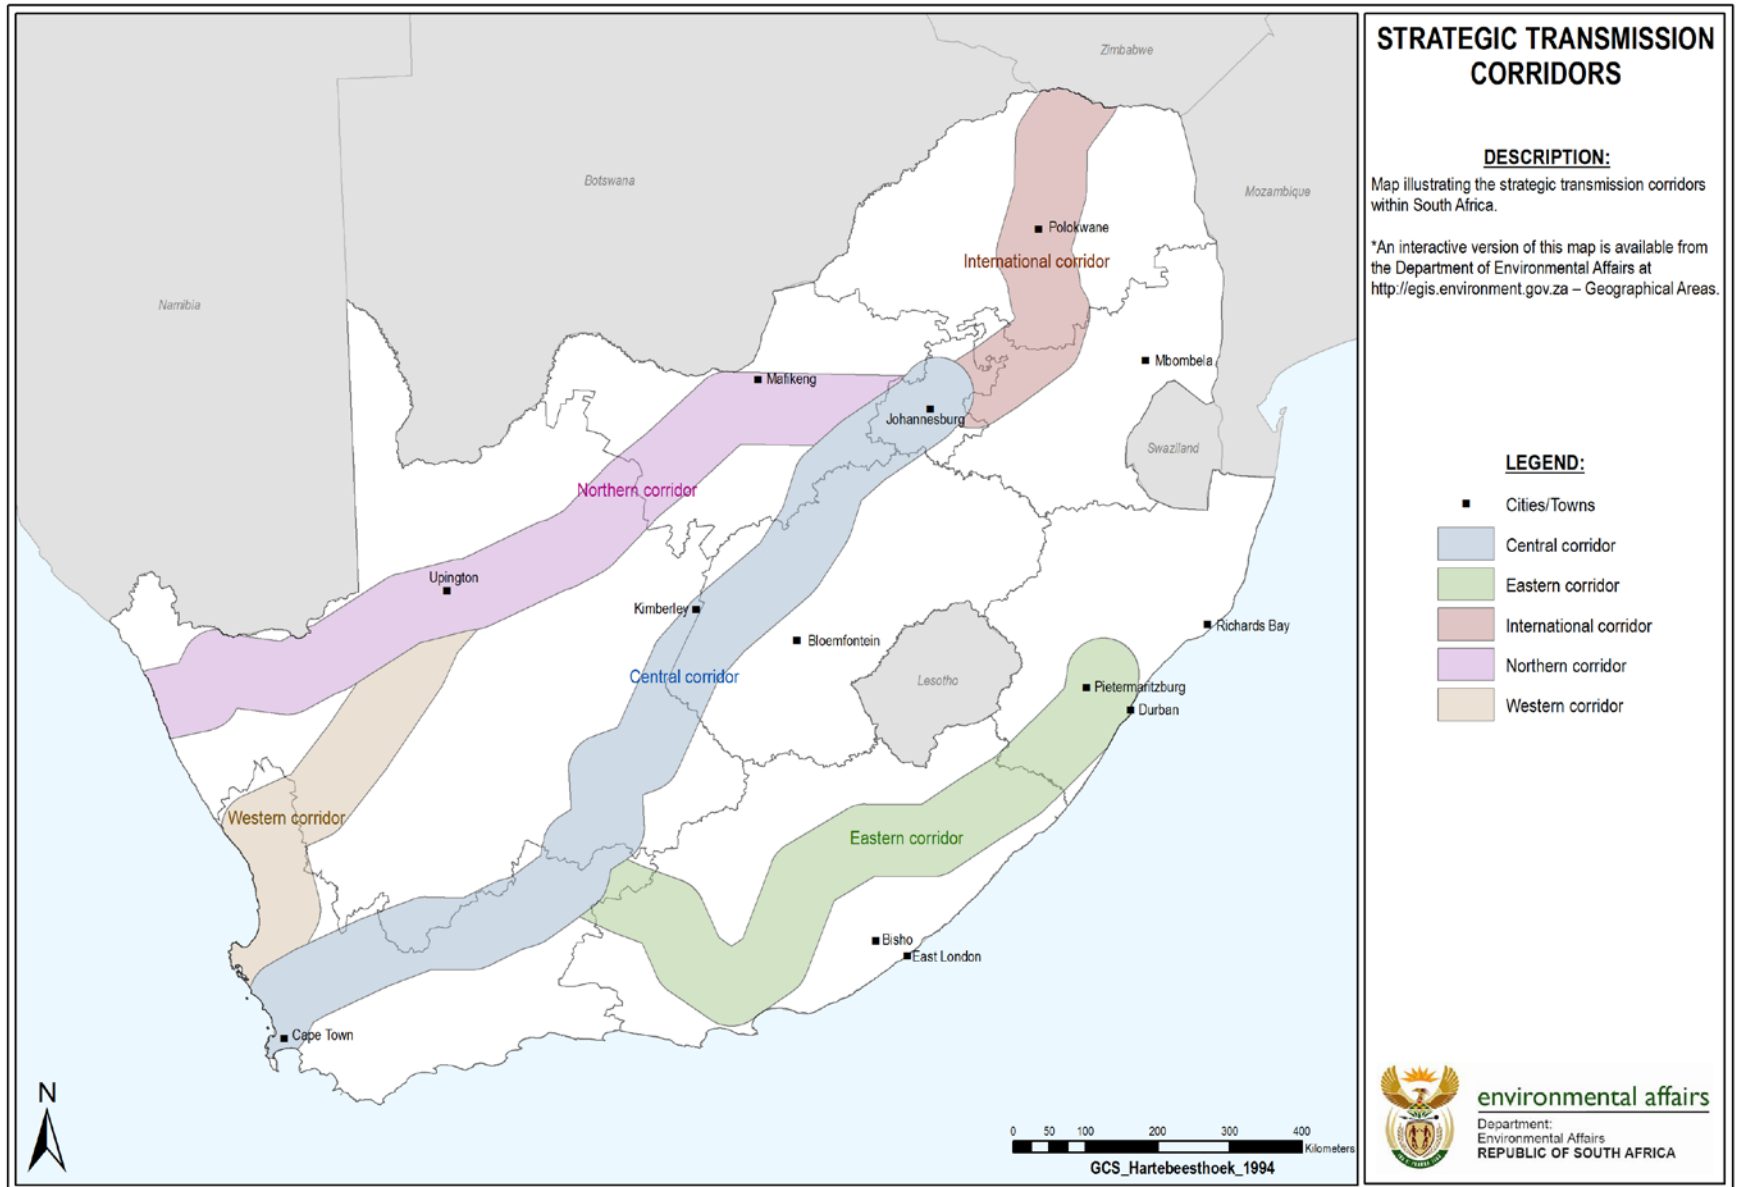 Zimbabwe
Botswana
Mozambique
Namibia
Polokwane
International corridor
Mbombela
Mafikeng
Johannesburg
Swaziland
Northern corridor
Upington
Kimberley
Bloemfontein
Richards Bay
Central corridor
Lesotho
Pietermaritzburg
Durban
Western corridor
Eastern corridor
Bisho
East London
Cape Town
N
0 50 100 200 300 400
Kilometers
GCS_Hartebeesthoek_1994
STRATEGIC TRANSMISSION
CORRIDORS
DESCRIPTION:
Map illustrating the strategic transmission corridors
within South Africa.
*An interactive version of this map is available from
the Department of Environmental Affairs at
http://egis.environment.gov.za – Geographical Areas.
LEGEND:
Cities/Towns
Central corridor
Eastern corridor
International corridor
Northern corridor
Western corridor
environmental affairs
Department:
Environmental Affairs
REPUBLIC OF SOUTH AFRICA